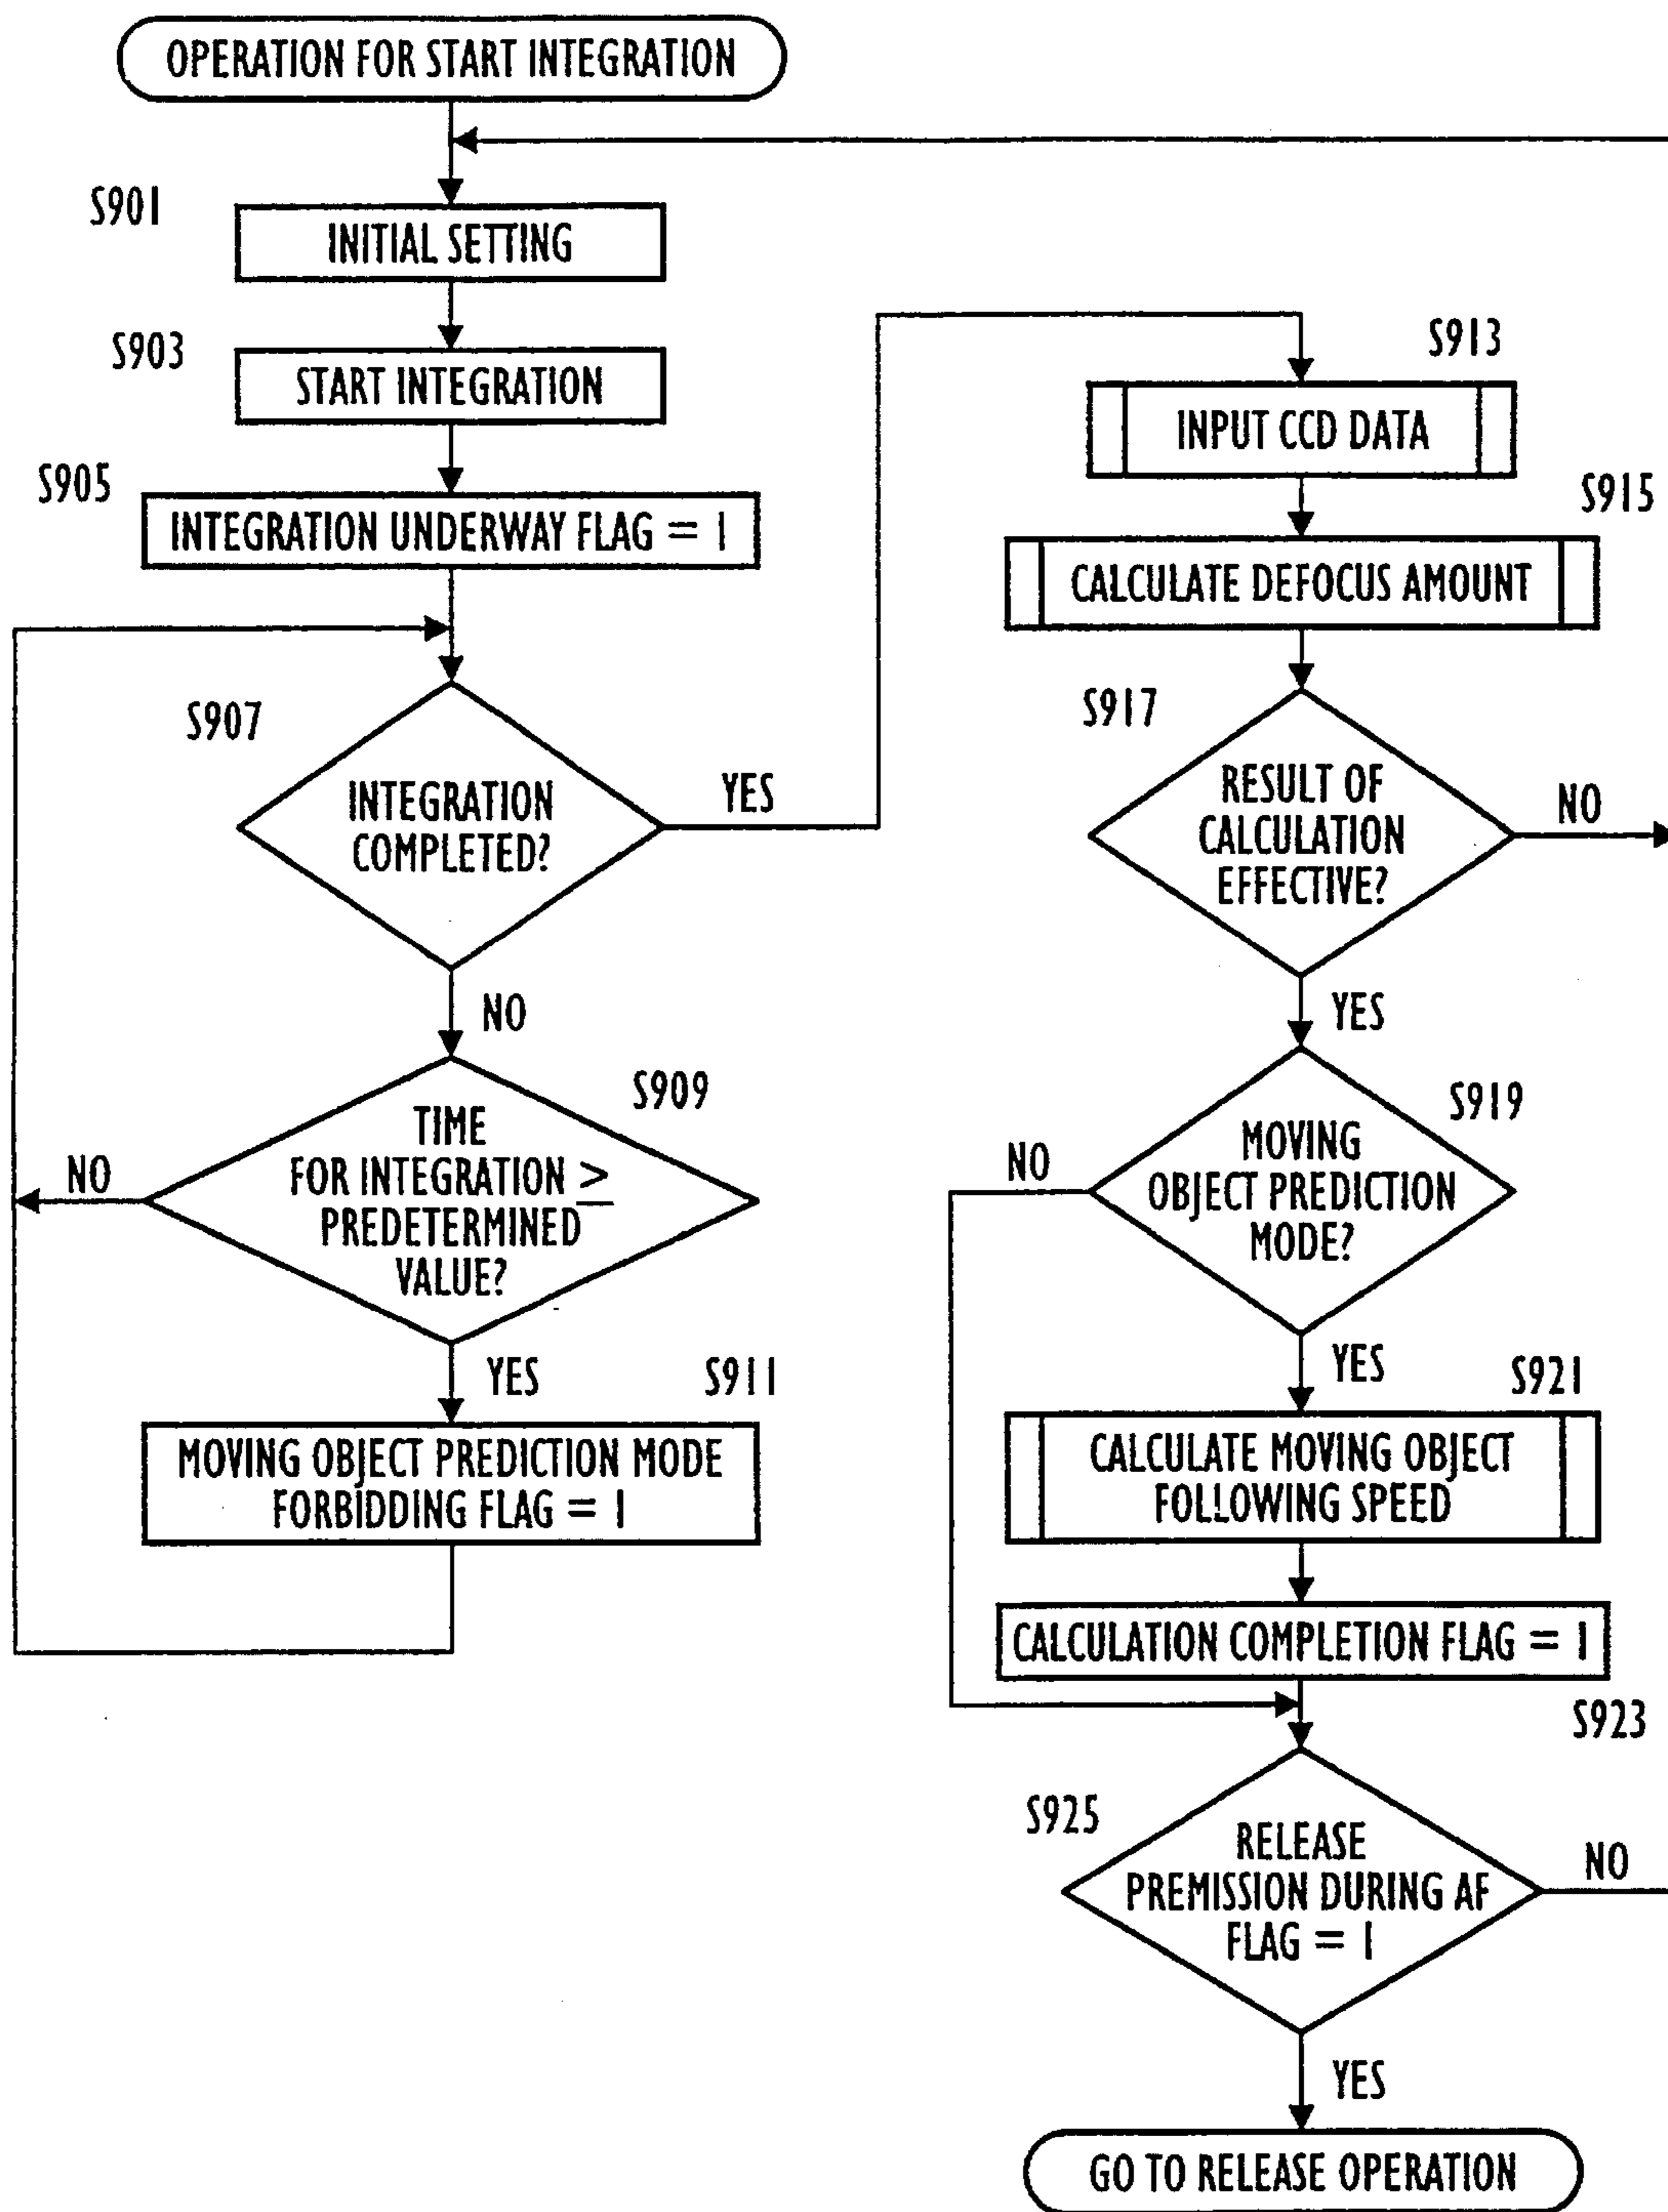 OPERATION FOR START INTEGRATION
S901
INITIAL SETTING
S903
START INTEGRATION
S905
INTEGRATION UNDERWAY FLAG = 1
S907
INTEGRATION
COMPLETED?
YES
NO
S909
TIME
FOR INTEGRATION ≥
PREDETERMINED
VALUE?
NO
YES
S911
MOVING OBJECT PREDICTION MODE
FORBIDDING FLAG = 1
S913
INPUT CCD DATA
S915
CALCULATE DEFOCUS AMOUNT
S917
RESULT OF
CALCULATION
EFFECTIVE?
NO
YES
S919
MOVING
OBJECT PREDICTION
MODE?
NO
YES
S921
CALCULATE MOVING OBJECT
FOLLOWING SPEED
CALCULATION COMPLETION FLAG = 1
S923
S925
RELEASE
PREMISSION DURING AF
FLAG = 1
NO
YES
GO TO RELEASE OPERATION